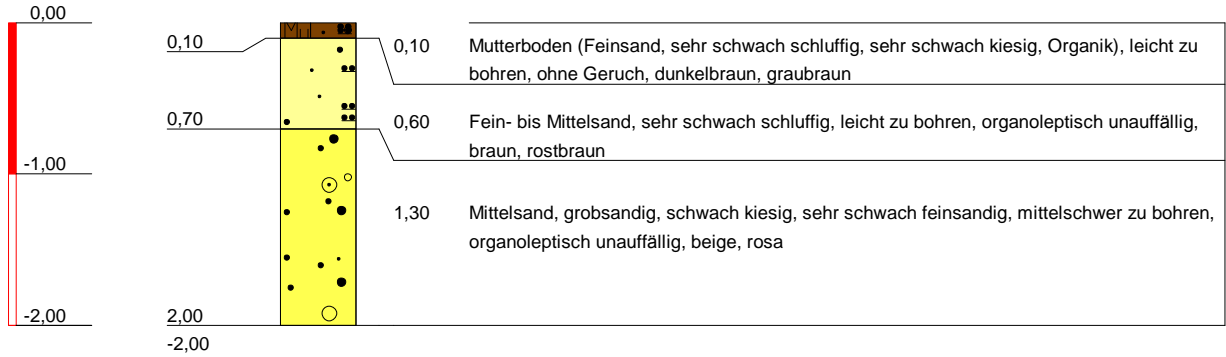 0,00
Mu
0,10
0,10
Mutterboden (Feinsand, sehr schwach schluffig, sehr schwach kiesig, Organik), leicht zu
bohren, ohne Geruch, dunkelbraun, graubraun
0,70
0,60
Fein- bis Mittelsand, sehr schwach schluffig, leicht zu bohren, organoleptisch unauffällig,
braun, rostbraun
-1,00
1,30
Mittelsand, grobsandig, schwach kiesig, sehr schwach feinsandig, mittelschwer zu bohren,
organoleptisch unauffällig, beige, rosa
-2,00
2,00
-2,00